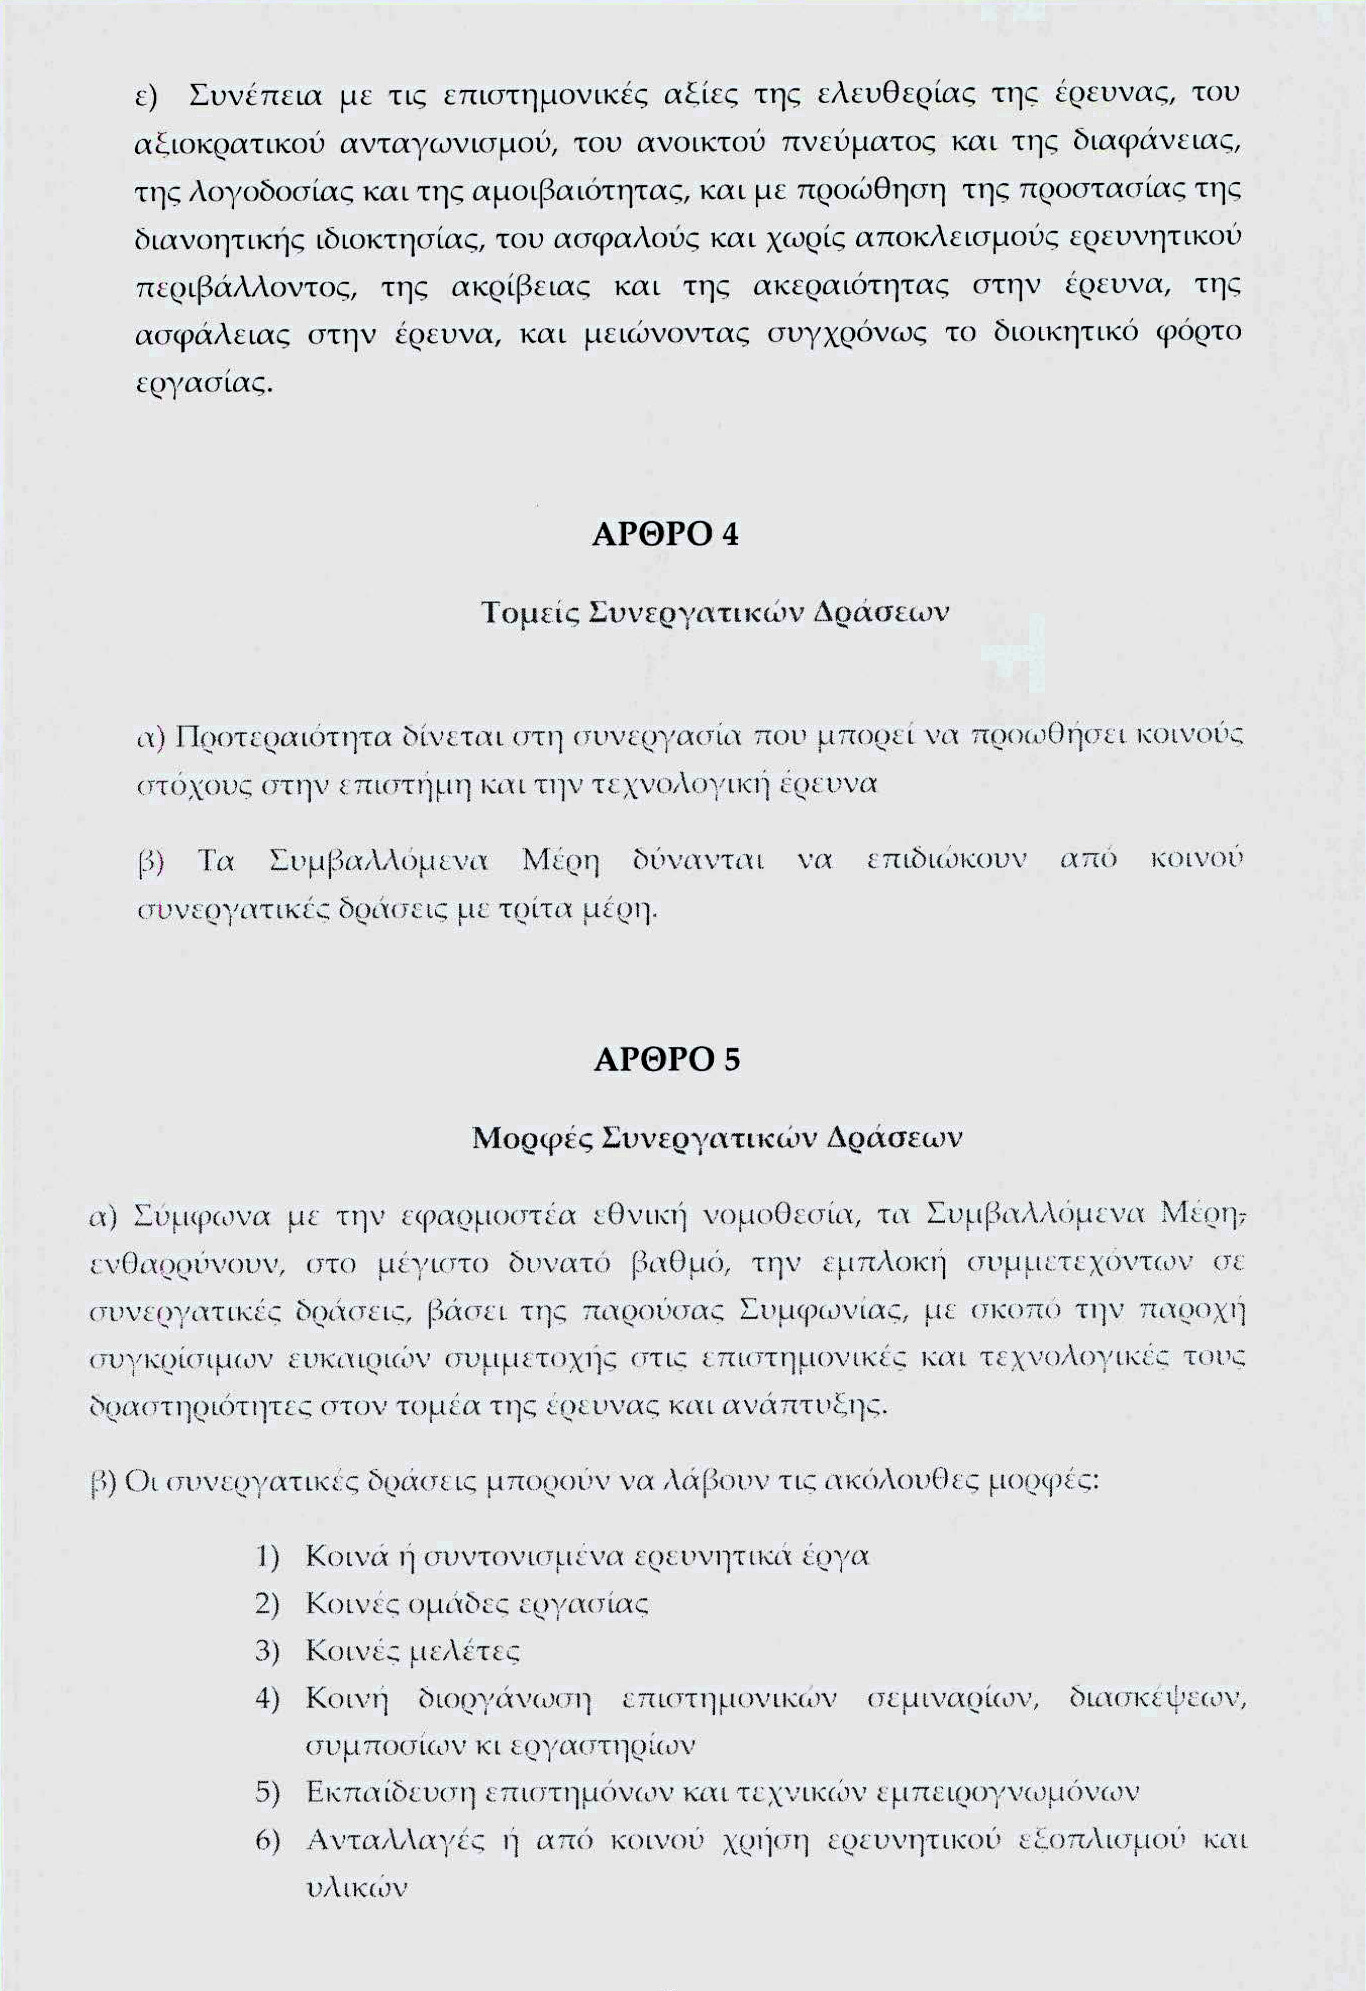 ε) Συνέπεια με τις επιστημονικές αξίες της ελευθερίας της έρευνας, του
αξιοκρατικού ανταγωνισμού, του ανοικτού πνεύματος και της διαφάνειας,
της λογοδοσίας και της αμοιβαιότητας, και με προώθηση της προστασίας της
διανοητικής ιδιοκτησίας, του ασφαλούς και χωρίς αποκλεισμούς ερευνητικού
περιβάλλοντος, της ακρίβειας και της ακεραιότητας στην έρευνα, της
ασφάλειας στην έρευνα, και μειώνοντας συγχρόνως το διοικητικό φόρτο
εργασίας.
ΑΡΘΡΟ 4
Τομείς Συνεργατικών Δράσεων
α) Προτεραιότητα δίνεται στη συνεργασία που μπορεί να προωθήσει κοινούς
στόχους στην επιστήμη και την τεχνολογική έρευνα
β) Τα Συμβαλλόμενα Μέρη δύνανται να επιδιώκουν από κοινού
συνεργατικές δράσεις με τρίτα μέρη.
ΑΡΘΡΟ 5
Μορφές Συνεργατικών Δράσεων
α) Σύμφωνα με την εφαρμοστέα εθνική νομοθεσία, τα Συμβαλλόμενα Μέρη,
ενθαρρύνουν, στο μέγιστο δυνατό βαθμό, την εμπλοκή συμμετεχόντων σε
συνεργατικές δράσεις, βάσει της παρούσας Συμφωνίας, με σκοπό την παροχή
συγκρίσιμων ευκαιριών συμμετοχής στις επιστημονικές και τεχνολογικές τους
δραστηριότητες στον τομέα της έρευνας και ανάπτυξης.
β) Οι συνεργατικές δράσεις μπορούν να λάβουν τις ακόλουθες μορφές:
1) Κοινά ή συντονισμένα ερευνητικά έργα
2) Κοινές ομάδες εργασίας
3) Κοινές μελέτες
4) Κοινή διοργάνωση επιστημονικών σεμιναρίων, διασκέψεων,
συμποσίων κι εργαστηρίων
5) Εκπαίδευση επιστημόνων και τεχνικών εμπειρογνωμόνων
6) Ανταλλαγές ή από κοινού χρήση ερευνητικού εξοπλισμού και
υλικών